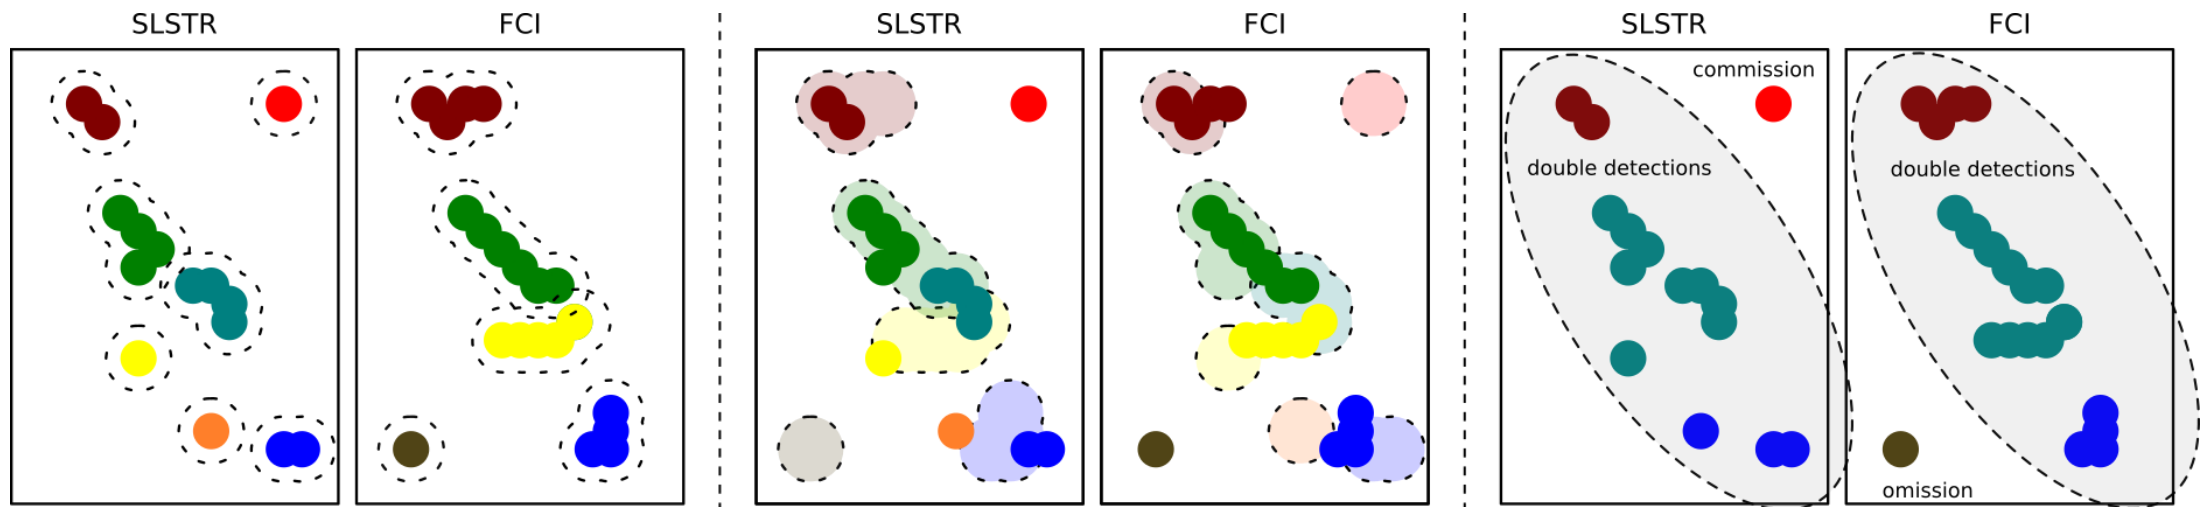 SLSTR
FCI
SLSTR
FCI
SLSTR
FCI
commission
double detections
double detections
omission